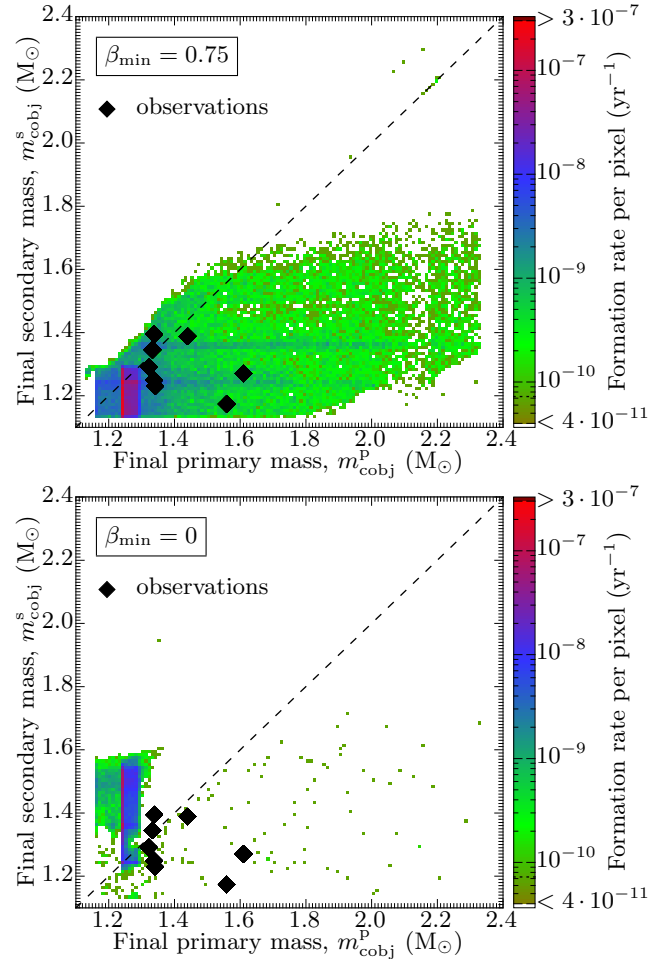 2.4
2.2
2.0
1.8
1.6
1.4
1.2
Final secondary mass, m^s_cobj (M_⊙)
β_min = 0.75
observations
1.2 1.4 1.6 1.8 2.0 2.2 2.4
Final primary mass, m^p_cobj (M_⊙)
> 3·10^-7
10^-7
10^-8
10^-9
10^-10
< 4·10^-11
Formation rate per pixel (yr^-1)
2.4
2.2
2.0
1.8
1.6
1.4
1.2
Final secondary mass, m^s_cobj (M_⊙)
β_min = 0
observations
1.2 1.4 1.6 1.8 2.0 2.2 2.4
Final primary mass, m^p_cobj (M_⊙)
> 3·10^-7
10^-7
10^-8
10^-9
10^-10
< 4·10^-11
Formation rate per pixel (yr^-1)